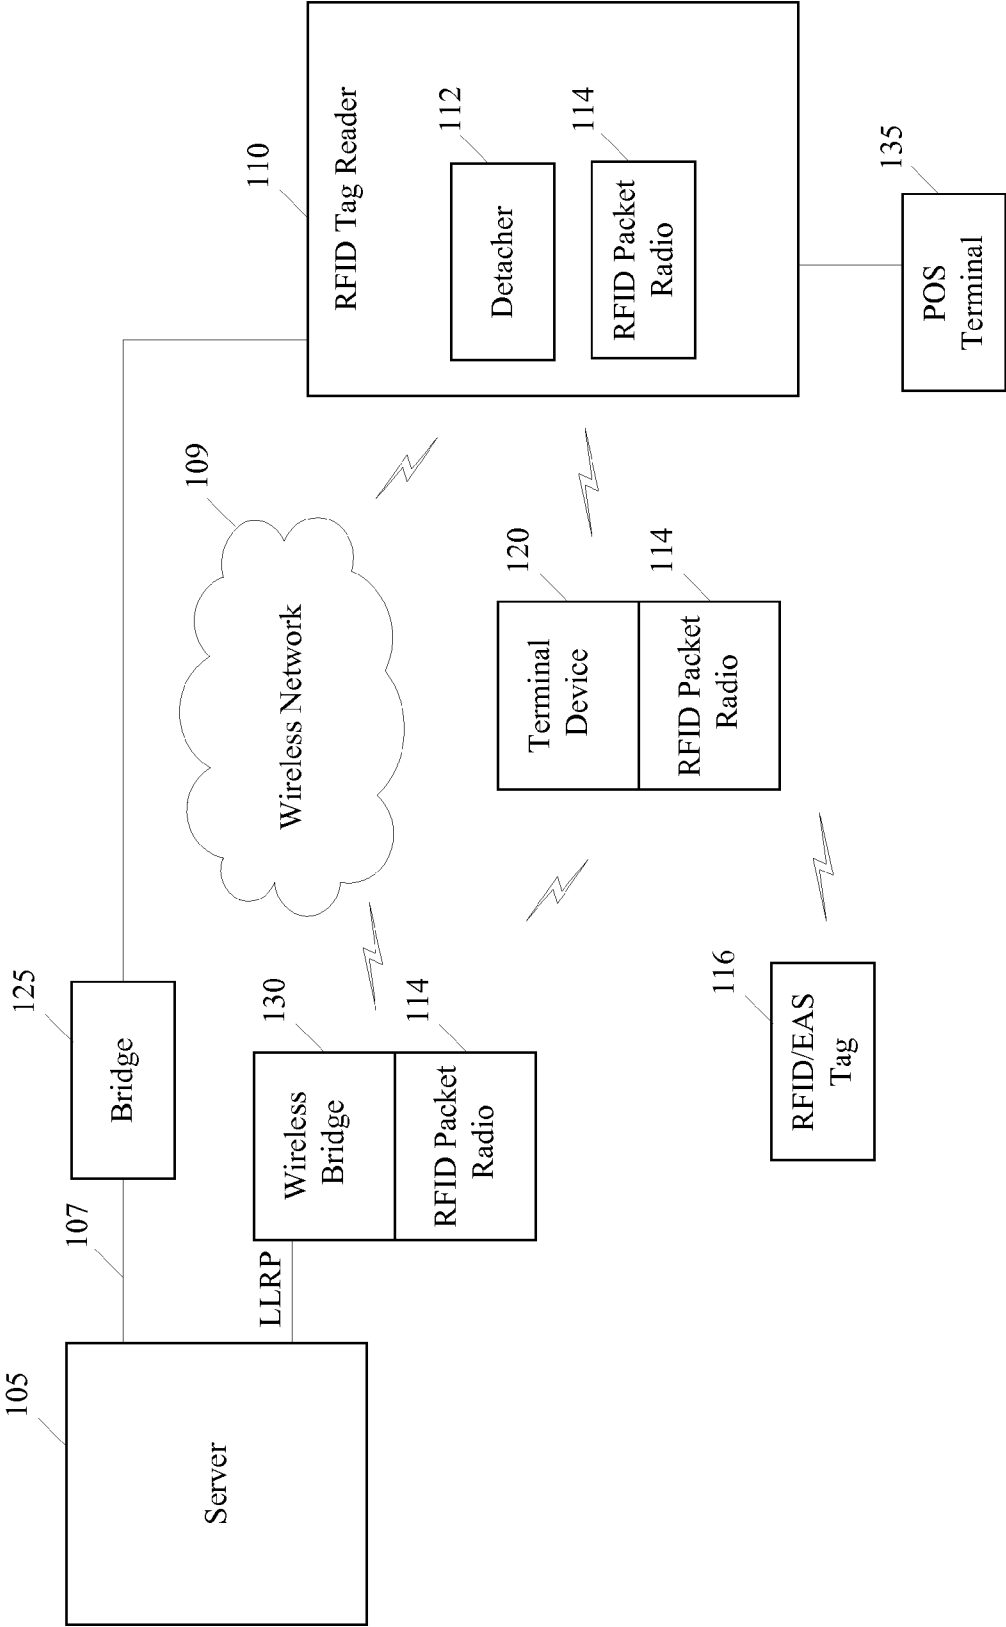 105
Server
107
LLRP
125
Bridge
130
Wireless
Bridge
114
RFID Packet
Radio
116
RFID/EAS
Tag
109
Wireless Network
120
Terminal
Device
114
RFID Packet
Radio
110
RFID Tag Reader
112
Detacher
114
RFID Packet
Radio
135
POS
Terminal